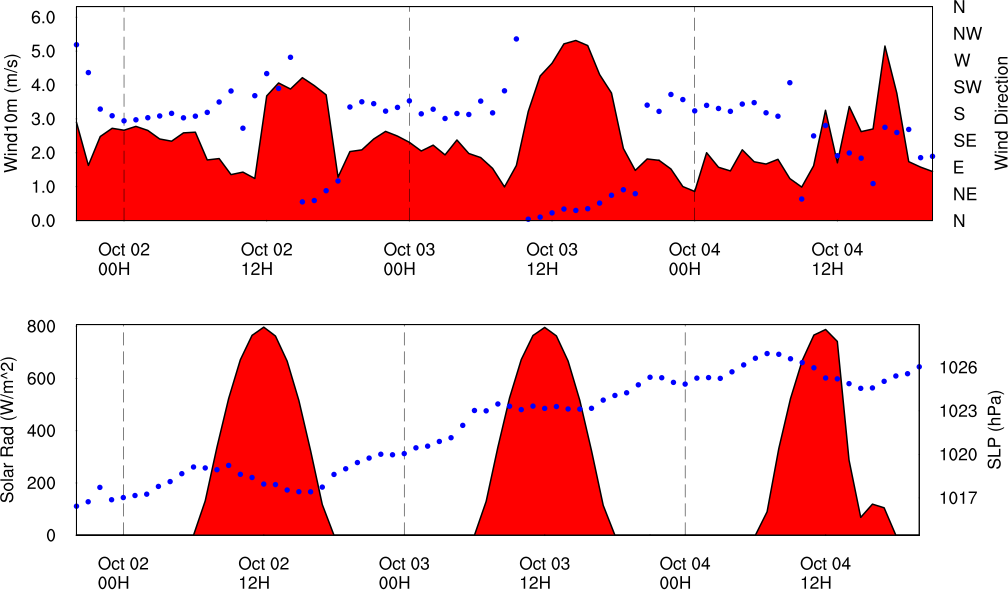 Wind10m (m/s)
6.0
5.0
4.0
3.0
2.0
1.0
0.0
N
NW
W
SW
S
SE
E
NE
N
Wind Direction
Oct 02 Oct 02 Oct 03 Oct 03 Oct 04 Oct 04
00H 12H 00H 12H 00H 12H
Solar Rad (W/m^2)
800
600
400
200
0
1026
1023
1020
1017
SLP (hPa)
Oct 02 Oct 02 Oct 03 Oct 03 Oct 04 Oct 04
00H 12H 00H 12H 00H 12H